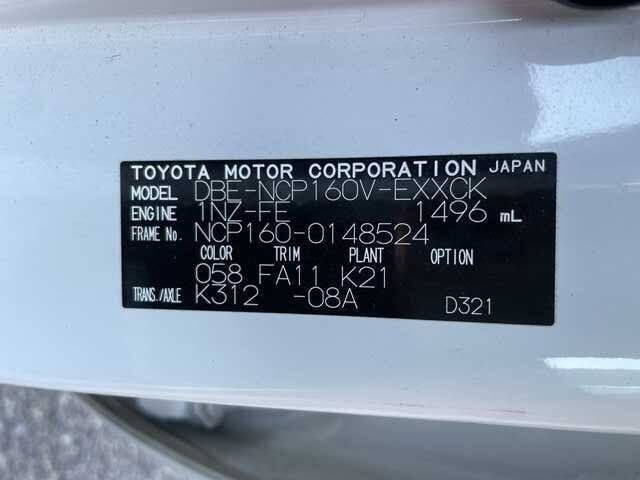 TOYOTA MOTOR CORPORATION JAPAN
MODEL DBE-NCP160V-EXXCK
ENGINE 1NZ-FE 1496 mL
FRAME No. NCP160-0148524
COLOR TRIM PLANT OPTION
058 FA11 K21
TRANS./AXLE K312 -08A D321